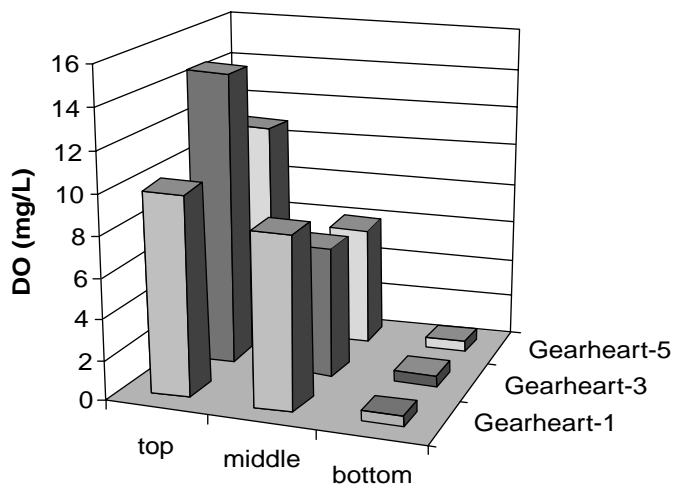 16
14
12
10
8
6
4
2
0
DO (mg/L)
top
middle
bottom
Gearheart-5
Gearheart-3
Gearheart-1